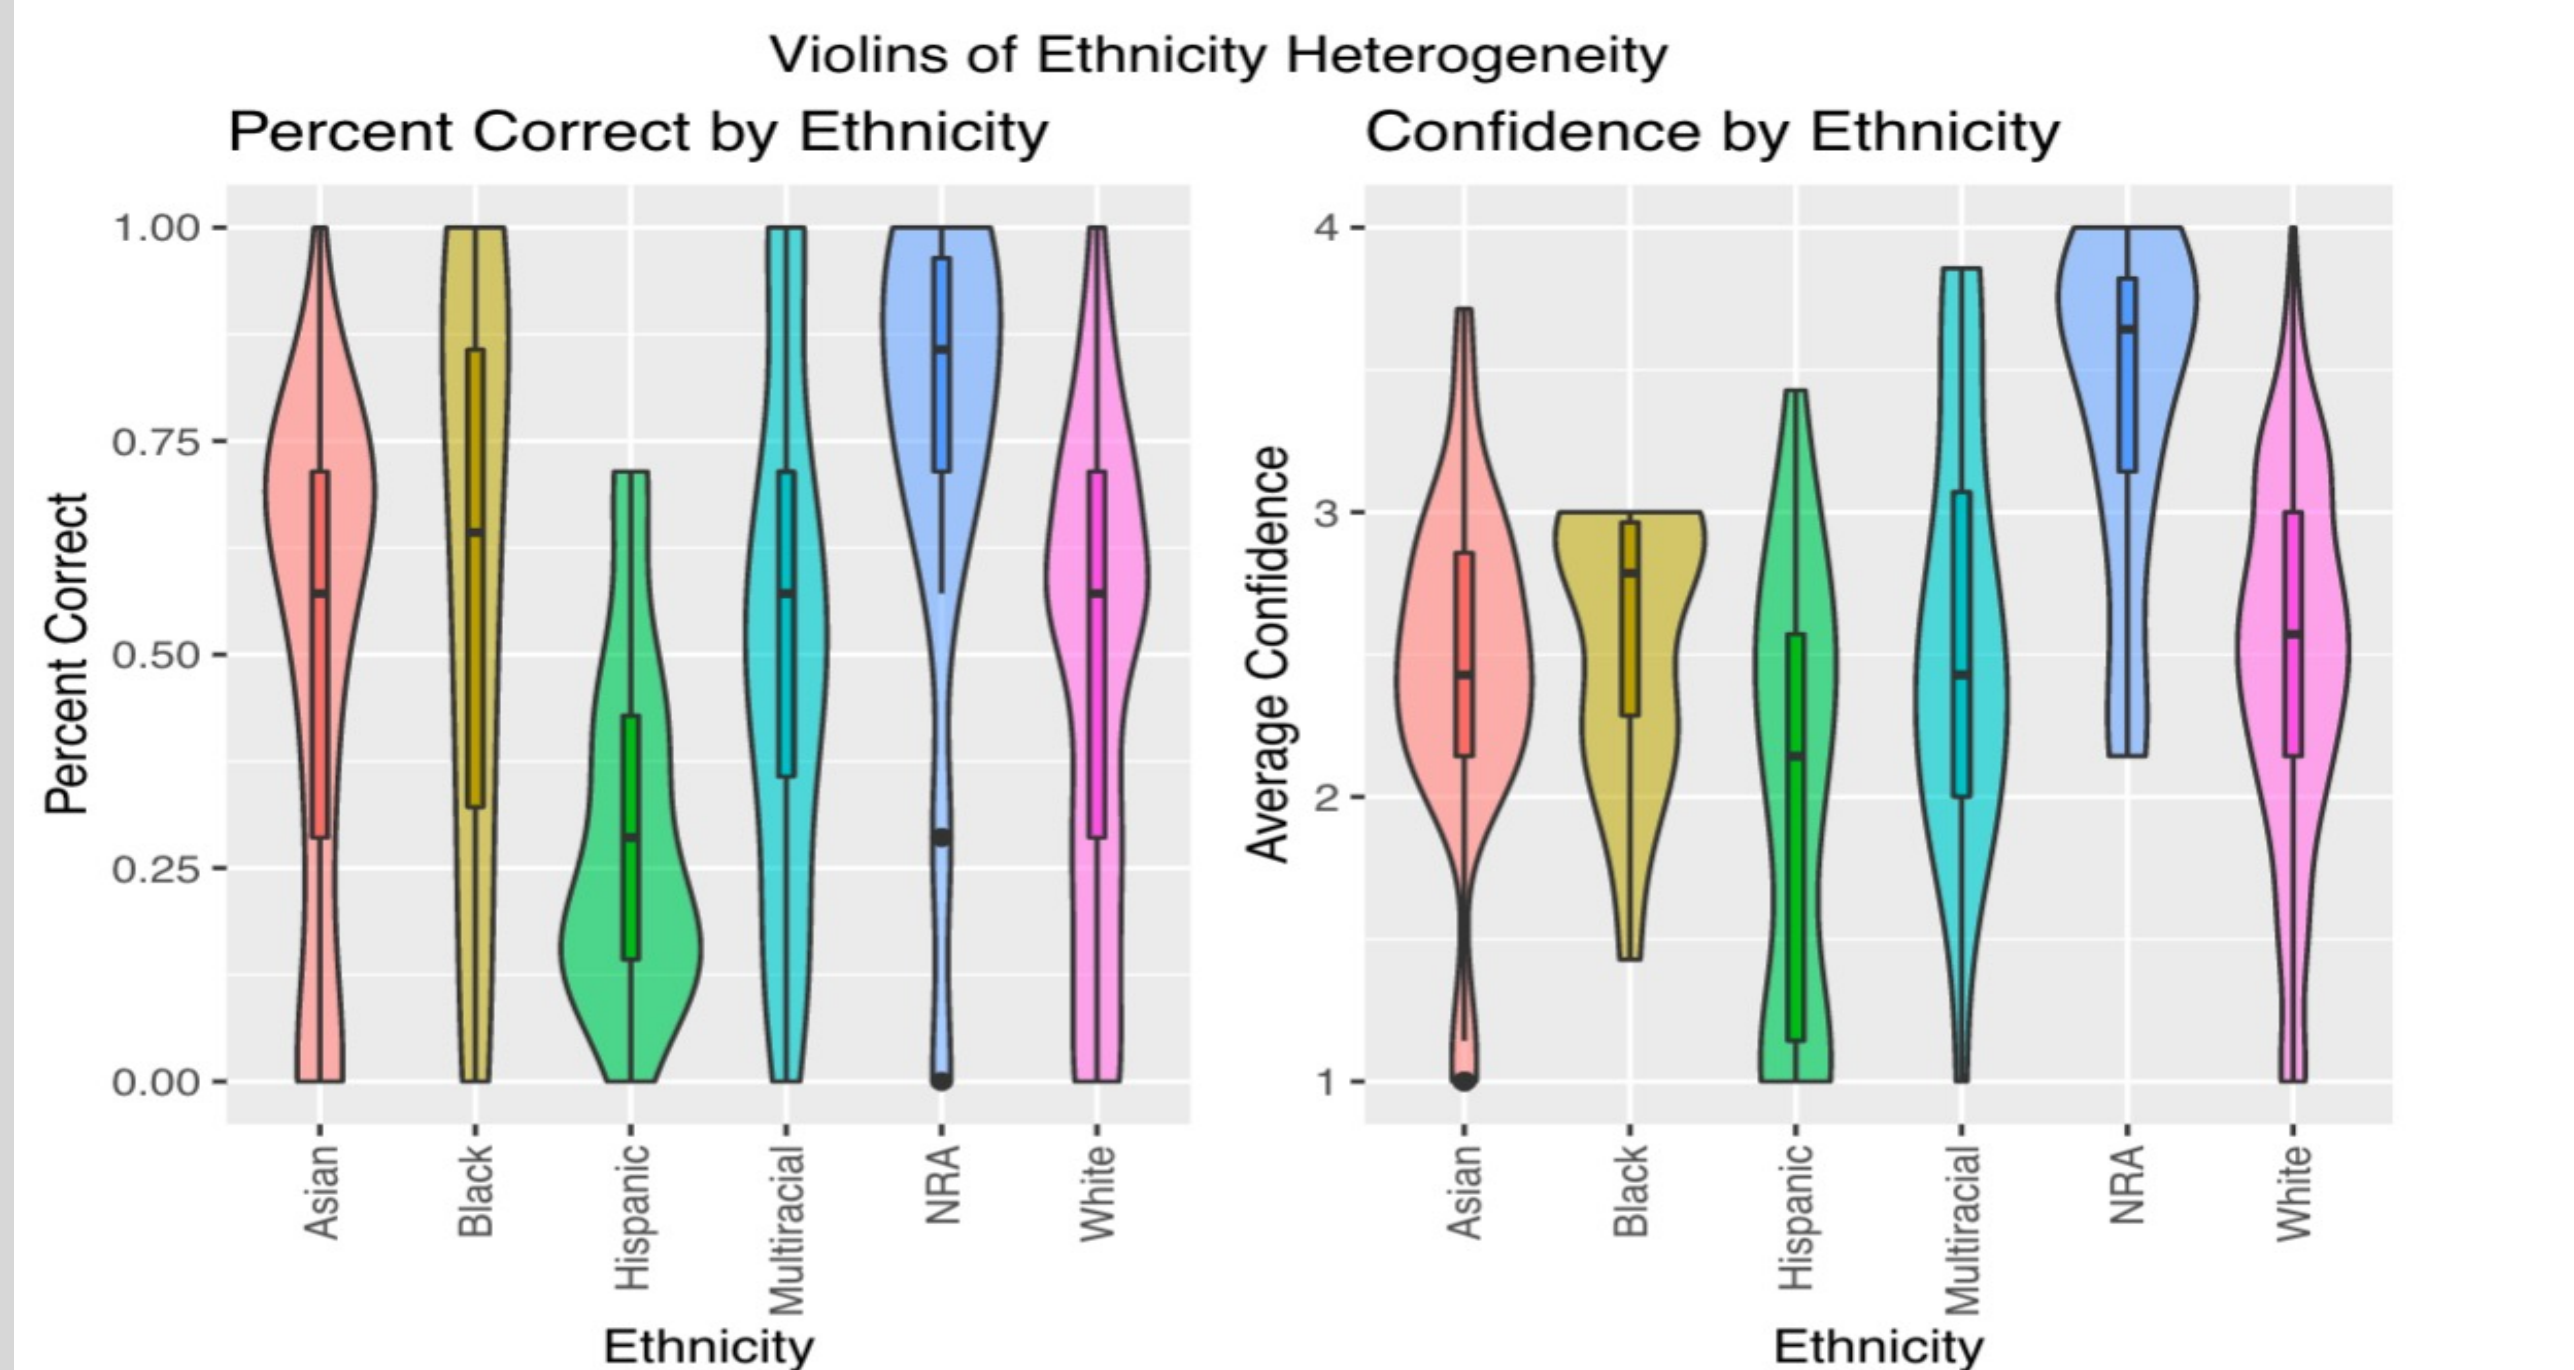 Violins of Ethnicity Heterogeneity
Percent Correct by Ethnicity
Percent Correct
1.00
0.75
0.50
0.25
0.00
Asian
Black
Hispanic
Multiracial
NRA
White
Ethnicity
Confidence by Ethnicity
Average Confidence
4
3
2
1
Asian
Black
Hispanic
Multiracial
NRA
White
Ethnicity